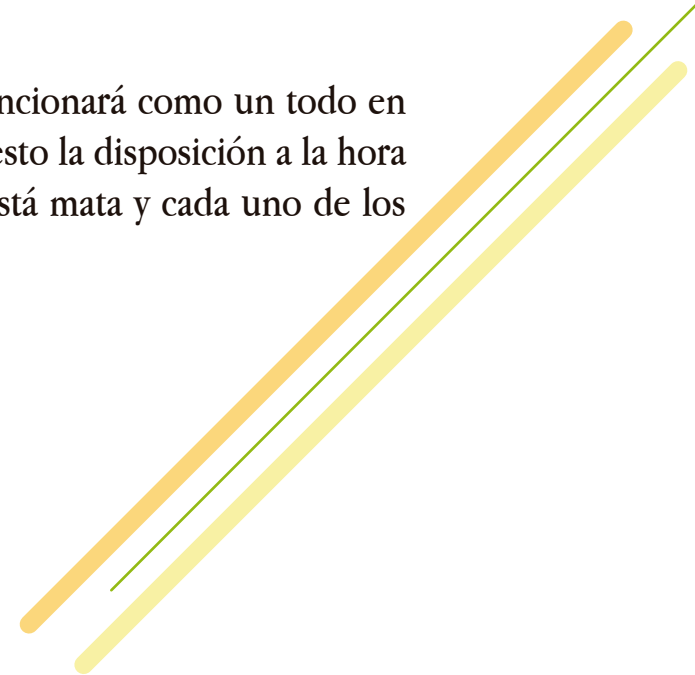 ncionará como un todo en
esto la disposición a la hora
stá mata y cada uno de los